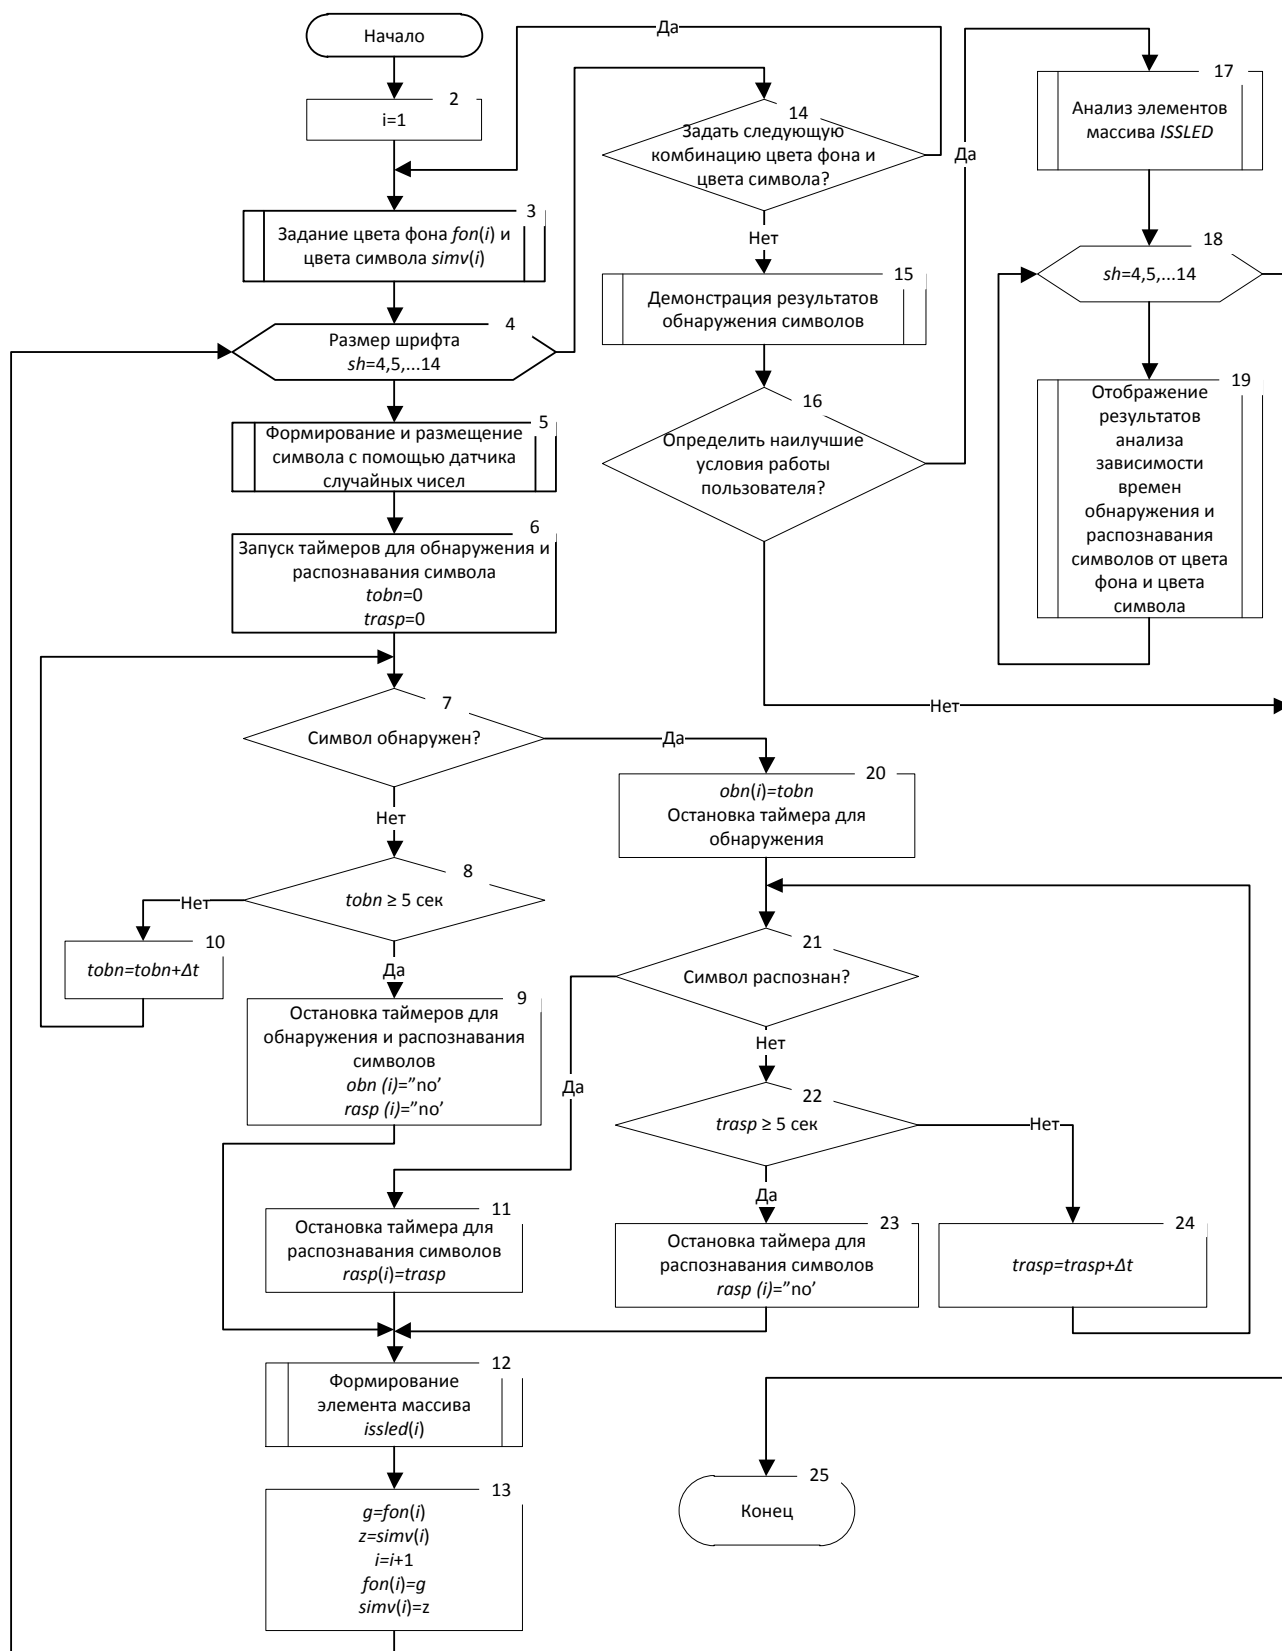 Начало
2
i=1
3
Задание цвета фона fon(i) и
цвета символа simv(i)
4
Размер шрифта
sh=4,5,...14
5
Формирование и размещение
символа с помощью датчика
случайных чисел
6
Запуск таймеров для обнаружения и
распознавания символа
tobn=0
trasp=0
7
Символ обнаружен?
Да
Нет
8
tobn ≥ 5 сек
Нет
10
tobn=tobn+Δt
Да
9
Остановка таймеров для
обнаружения и распознавания
символов
obn (i)=”no’
rasp (i)=”no’
11
Остановка таймера для
распознавания символов
rasp(i)=trasp
12
Формирование
элемента массива
issled(i)
13
g=fon(i)
z=simv(i)
i=i+1
fon(i)=g
simv(i)=z
Да
14
Задать следующую
комбинацию цвета фона и
цвета символа?
Нет
15
Демонстрация результатов
обнаружения символов
16
Определить наилучшие
условия работы
пользователя?
Да
Нет
17
Анализ элементов
массива ISSLED
18
sh=4,5,...14
19
Отображение
результатов
анализа
зависимости
времен
обнаружения и
распознавания
символов от цвета
фона и цвета
символа
20
obn(i)=tobn
Остановка таймера для
обнаружения
21
Символ распознан?
Да
Нет
22
trasp ≥ 5 сек
Нет
Да
23
Остановка таймера для
распознавания символов
rasp (i)=”no’
24
trasp=trasp+Δt
25
Конец